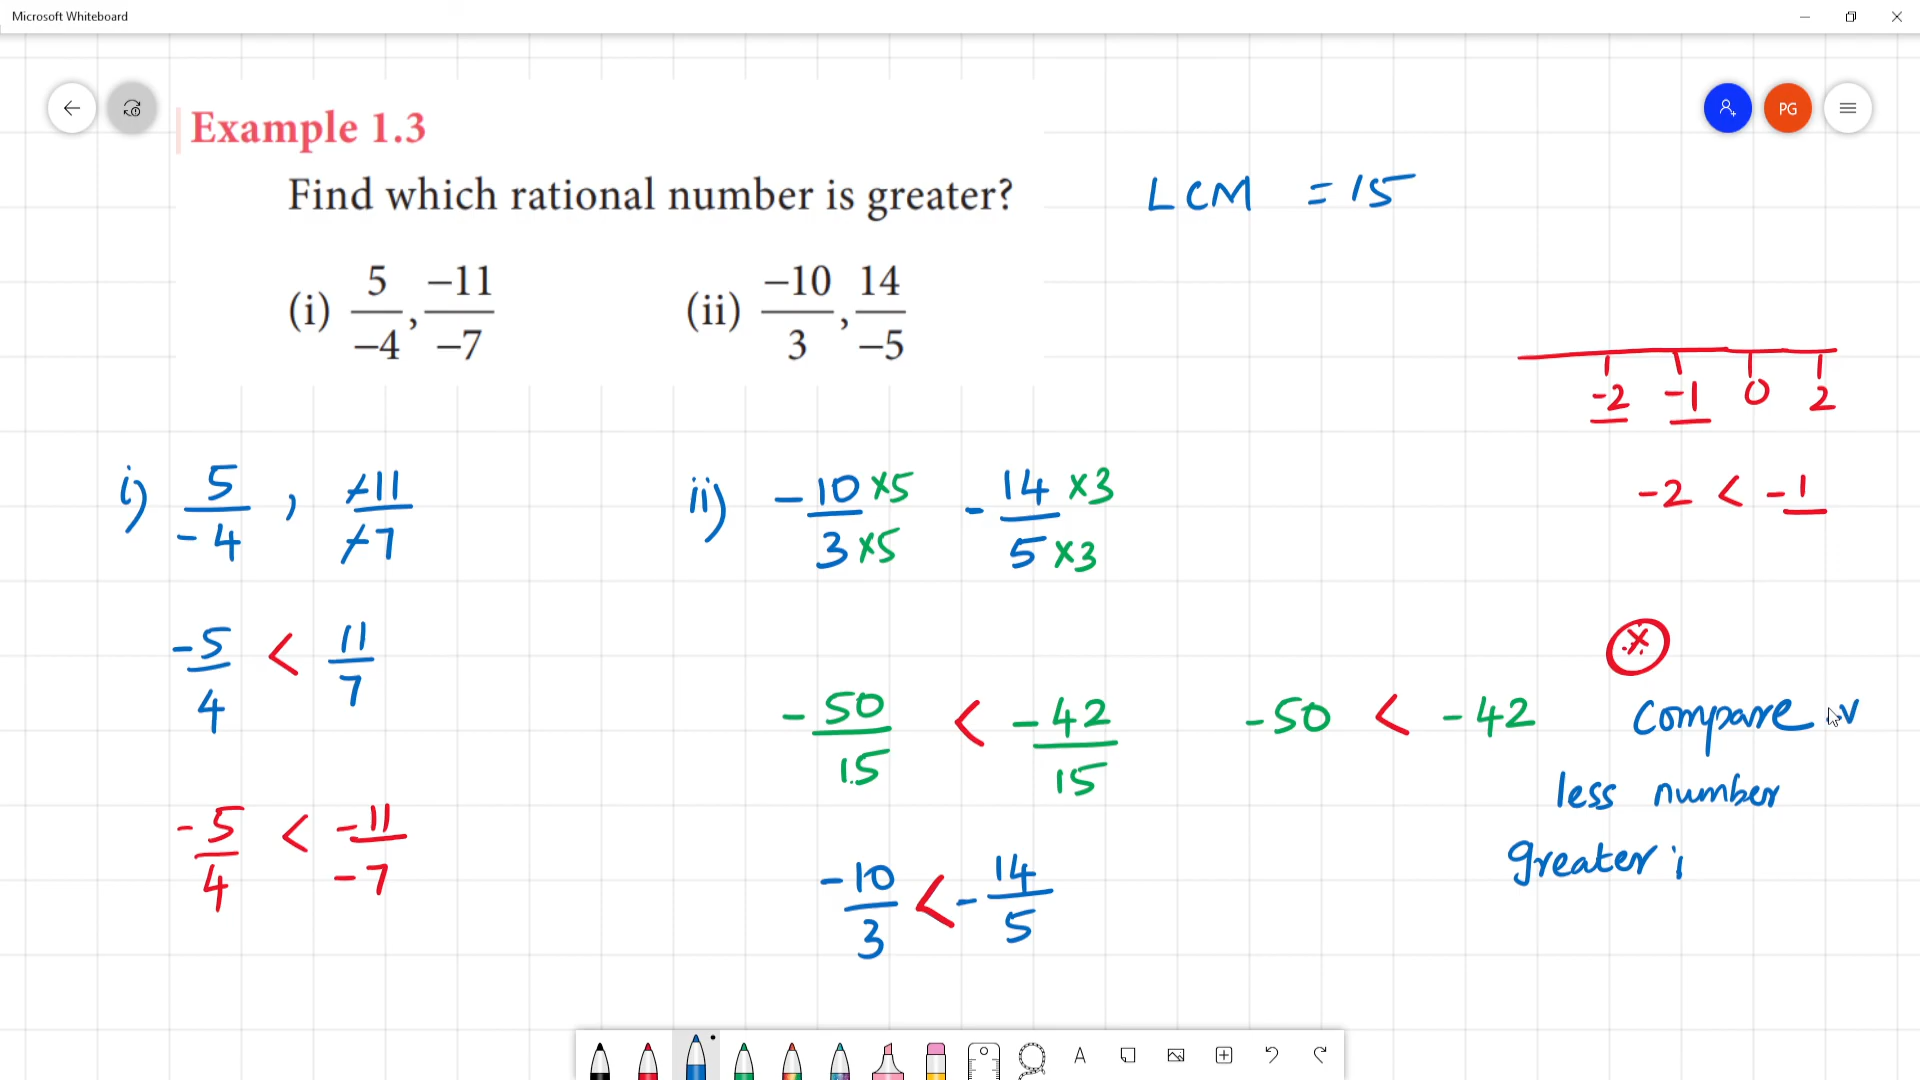 Microsoft Whiteboard
PG
Example 1.3
Find which rational number is greater?
(i) 5/−4, −11/−7 (ii) −10/3, 14/−5
LCM = 15
-2 -1 0 2
-2 < -1
i) 5/-4 , -11/-7
ii) -10×5/3×5 -14×3/5×3
-5/4 < 11/7
-50/15 < -42/15 -50 < -42
-5/4 < -11/-7
-10/3 < -14/5
*
Compare
less number
greater i
A